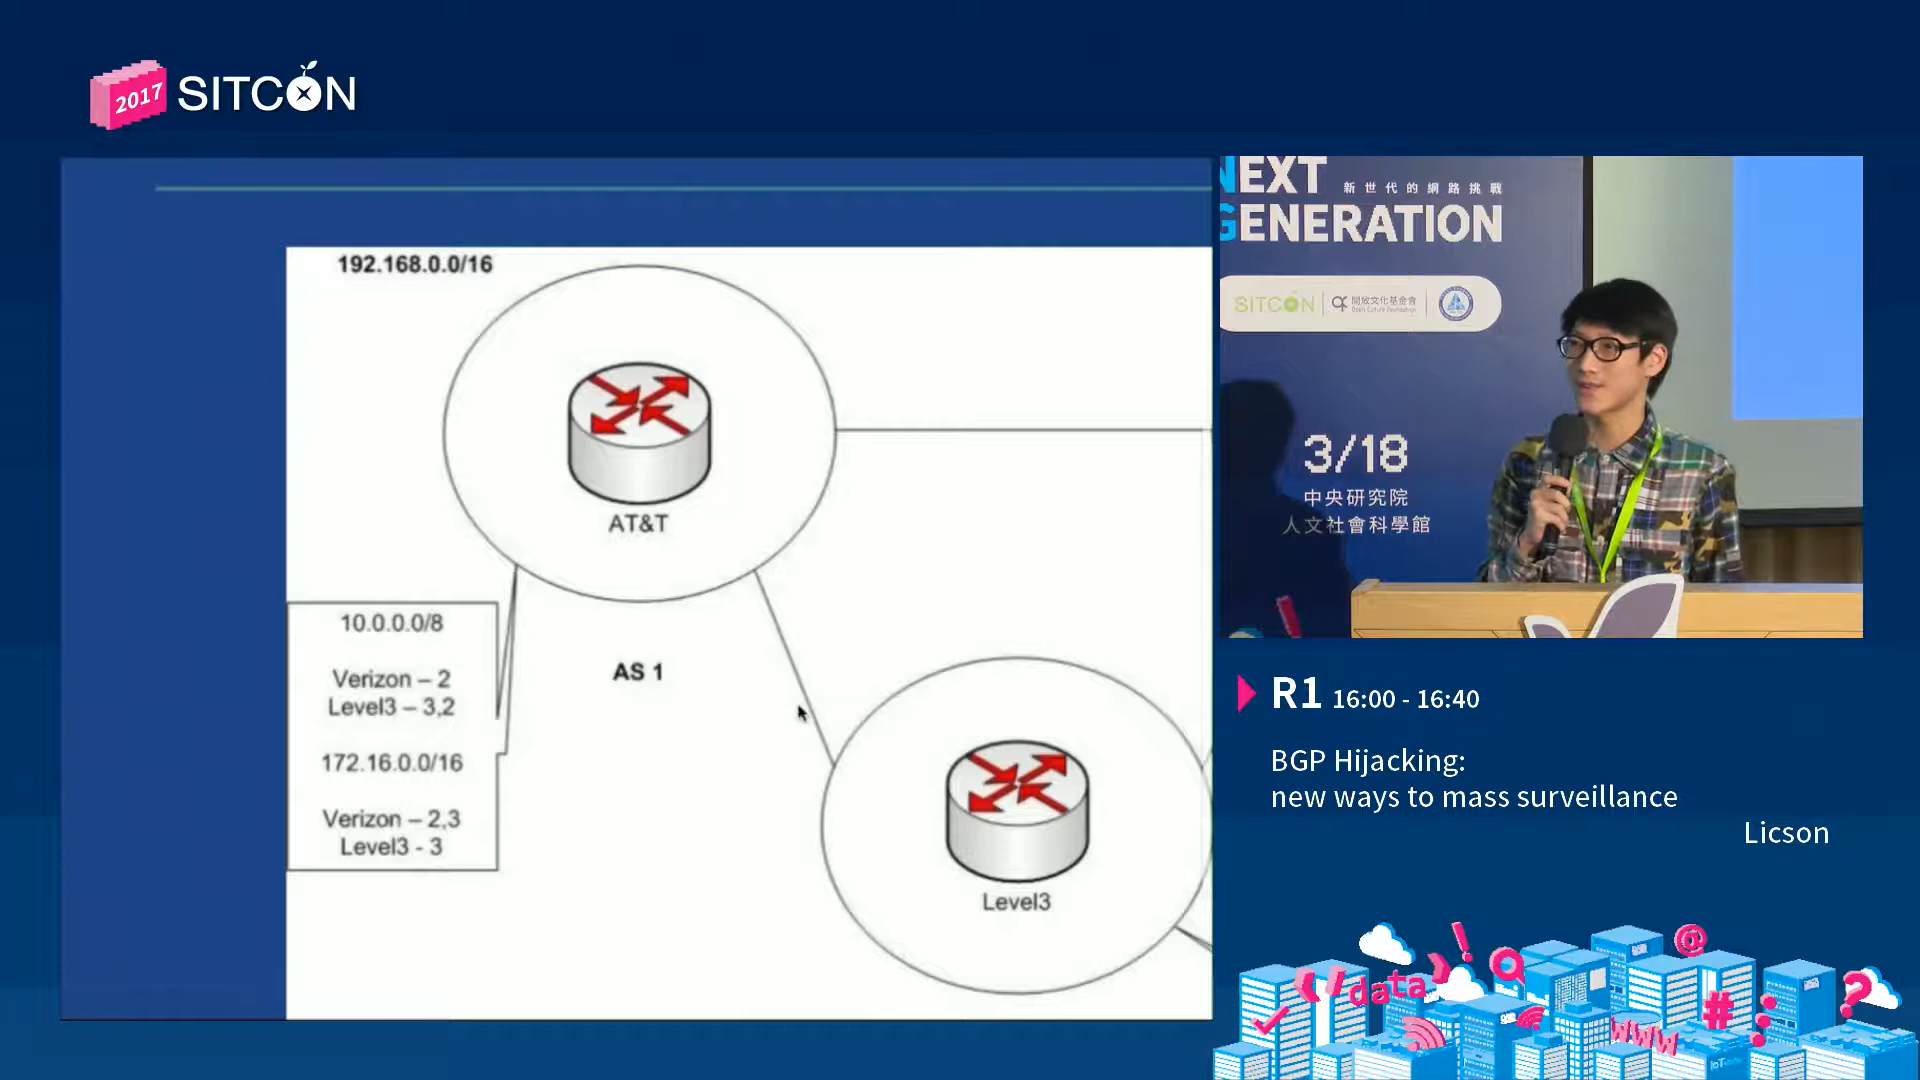 2017 SITCON
192.168.0.0/16
AT&T
10.0.0.0/8
Verizon – 2
Level3 – 3,2
172.16.0.0/16
Verizon – 2,3
Level3 - 3
AS 1
Level3
NEXT
新世代的網路挑戰
GENERATION
SITCON
開放文化基金會
Open Culture Foundation
3/18
中央研究院
人文社會科學館
R1 16:00 - 16:40
BGP Hijacking:
new ways to mass surveillance
Licson
data
@
#
www
IoT